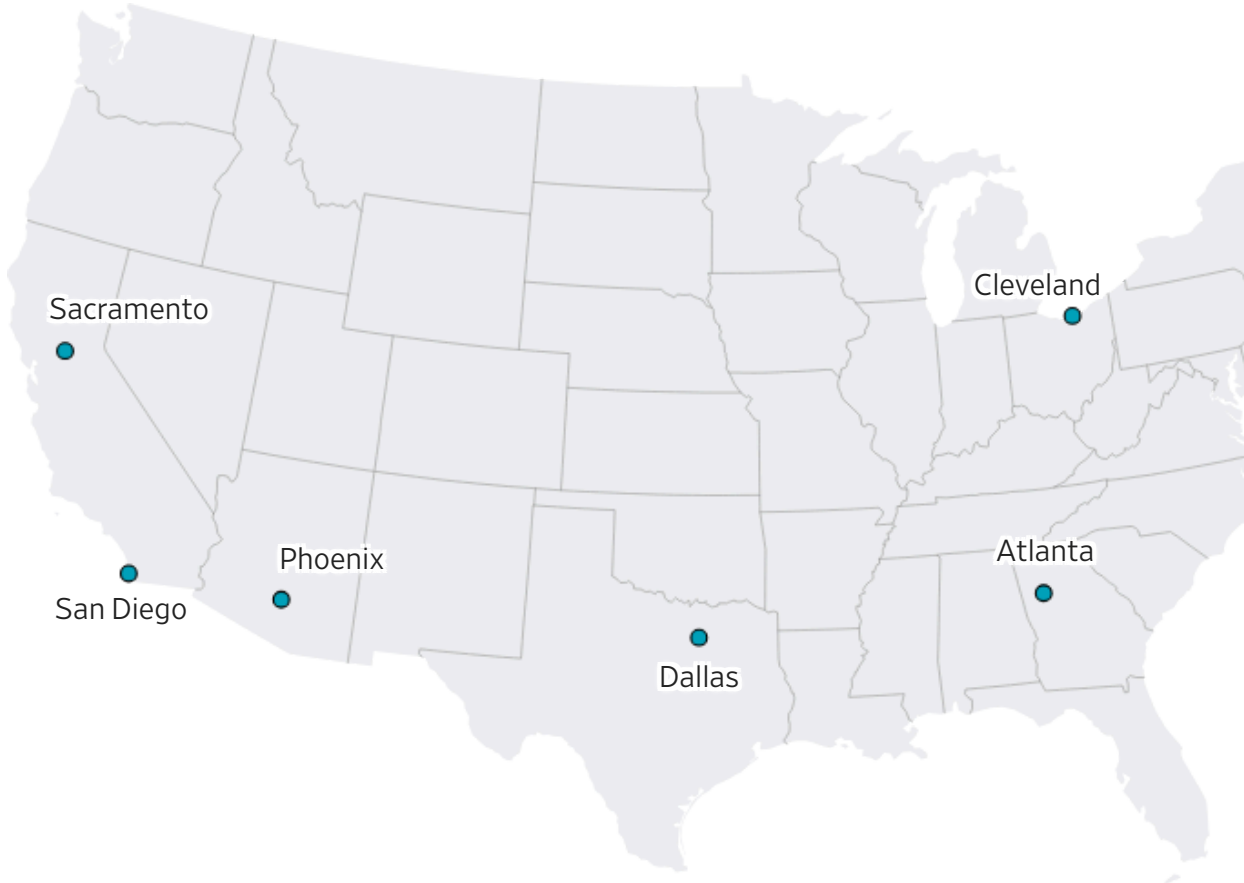 Cleveland
Sacramento
Atlanta
Phoenix
San Diego
Dallas